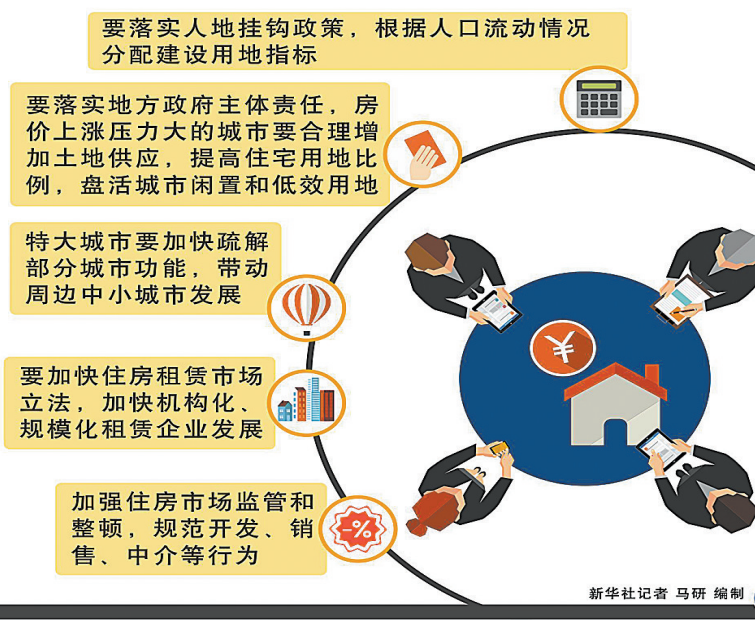 要落实人地挂钩政策，根据人口流动情况
分配建设用地指标
要落实地方政府主体责任，房
价上涨压力大的城市要合理增
加土地供应，提高住宅用地比
例，盘活城市闲置和低效用地
特大城市要加快疏解
部分城市功能，带动
周边中小城市发展
要加快住房租赁市场
立法，加快机构化、
规模化租赁企业发展
加强住房市场监管和
整顿，规范开发、销
售、中介等行为
-%
¥
新华社记者 马研 编制